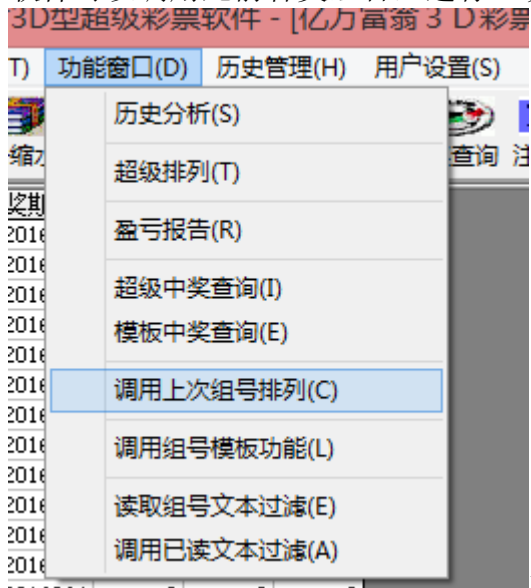 3D型超级彩票软件 - [亿万富翁３Ｄ彩票
T) 功能窗口(D) 历史管理(H) 用户设置(S)
历史分析(S)
缩水
查询 注
超级排列(T)
奖期
盈亏报告(R)
2016
2016
超级中奖查询(I)
2016
模板中奖查询(E)
2016
2016
调用上次组号排列(C)
2016
2016
调用组号模板功能(L)
2016
2016
读取组号文本过滤(E)
2016
2016
调用已读文本过滤(A)
2016